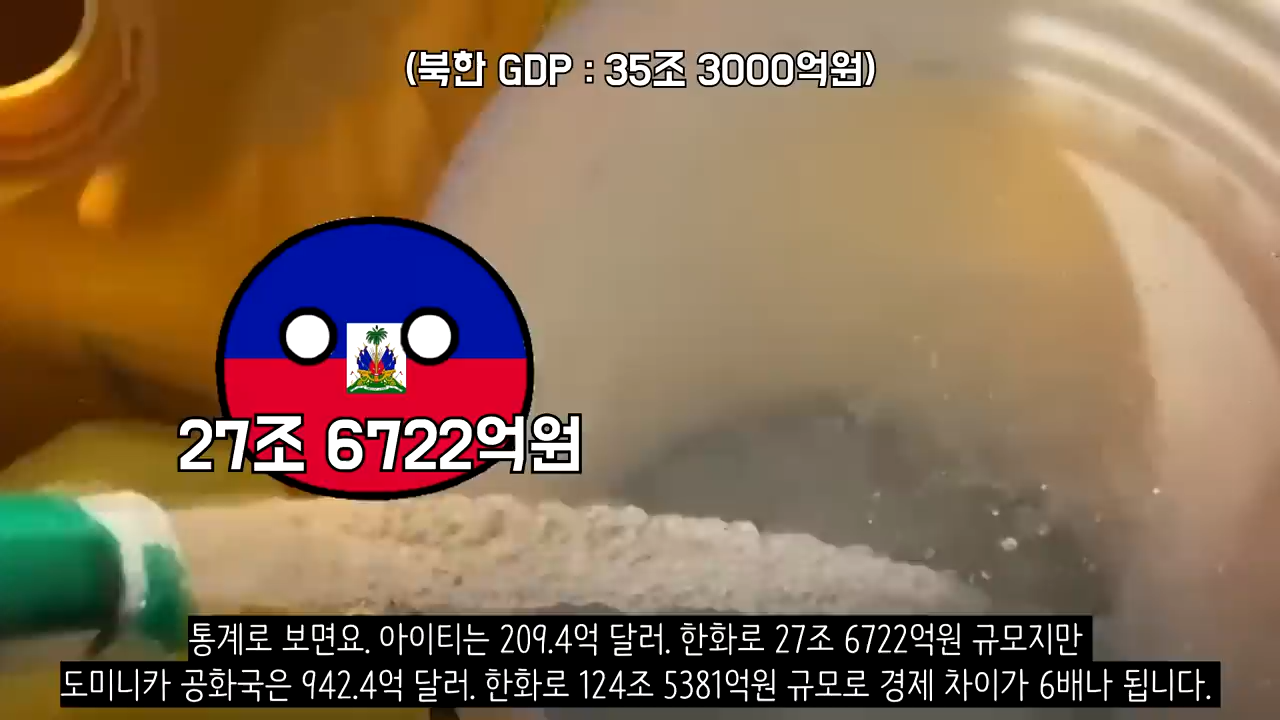 (북한 GDP : 35조 3000억원)
27조 6722억원
통계로 보면요. 아이티는 209.4억 달러. 한화로 27조 6722억원 규모지만
도미니카 공화국은 942.4억 달러. 한화로 124조 5381억원 규모로 경제 차이가 6배나 됩니다.